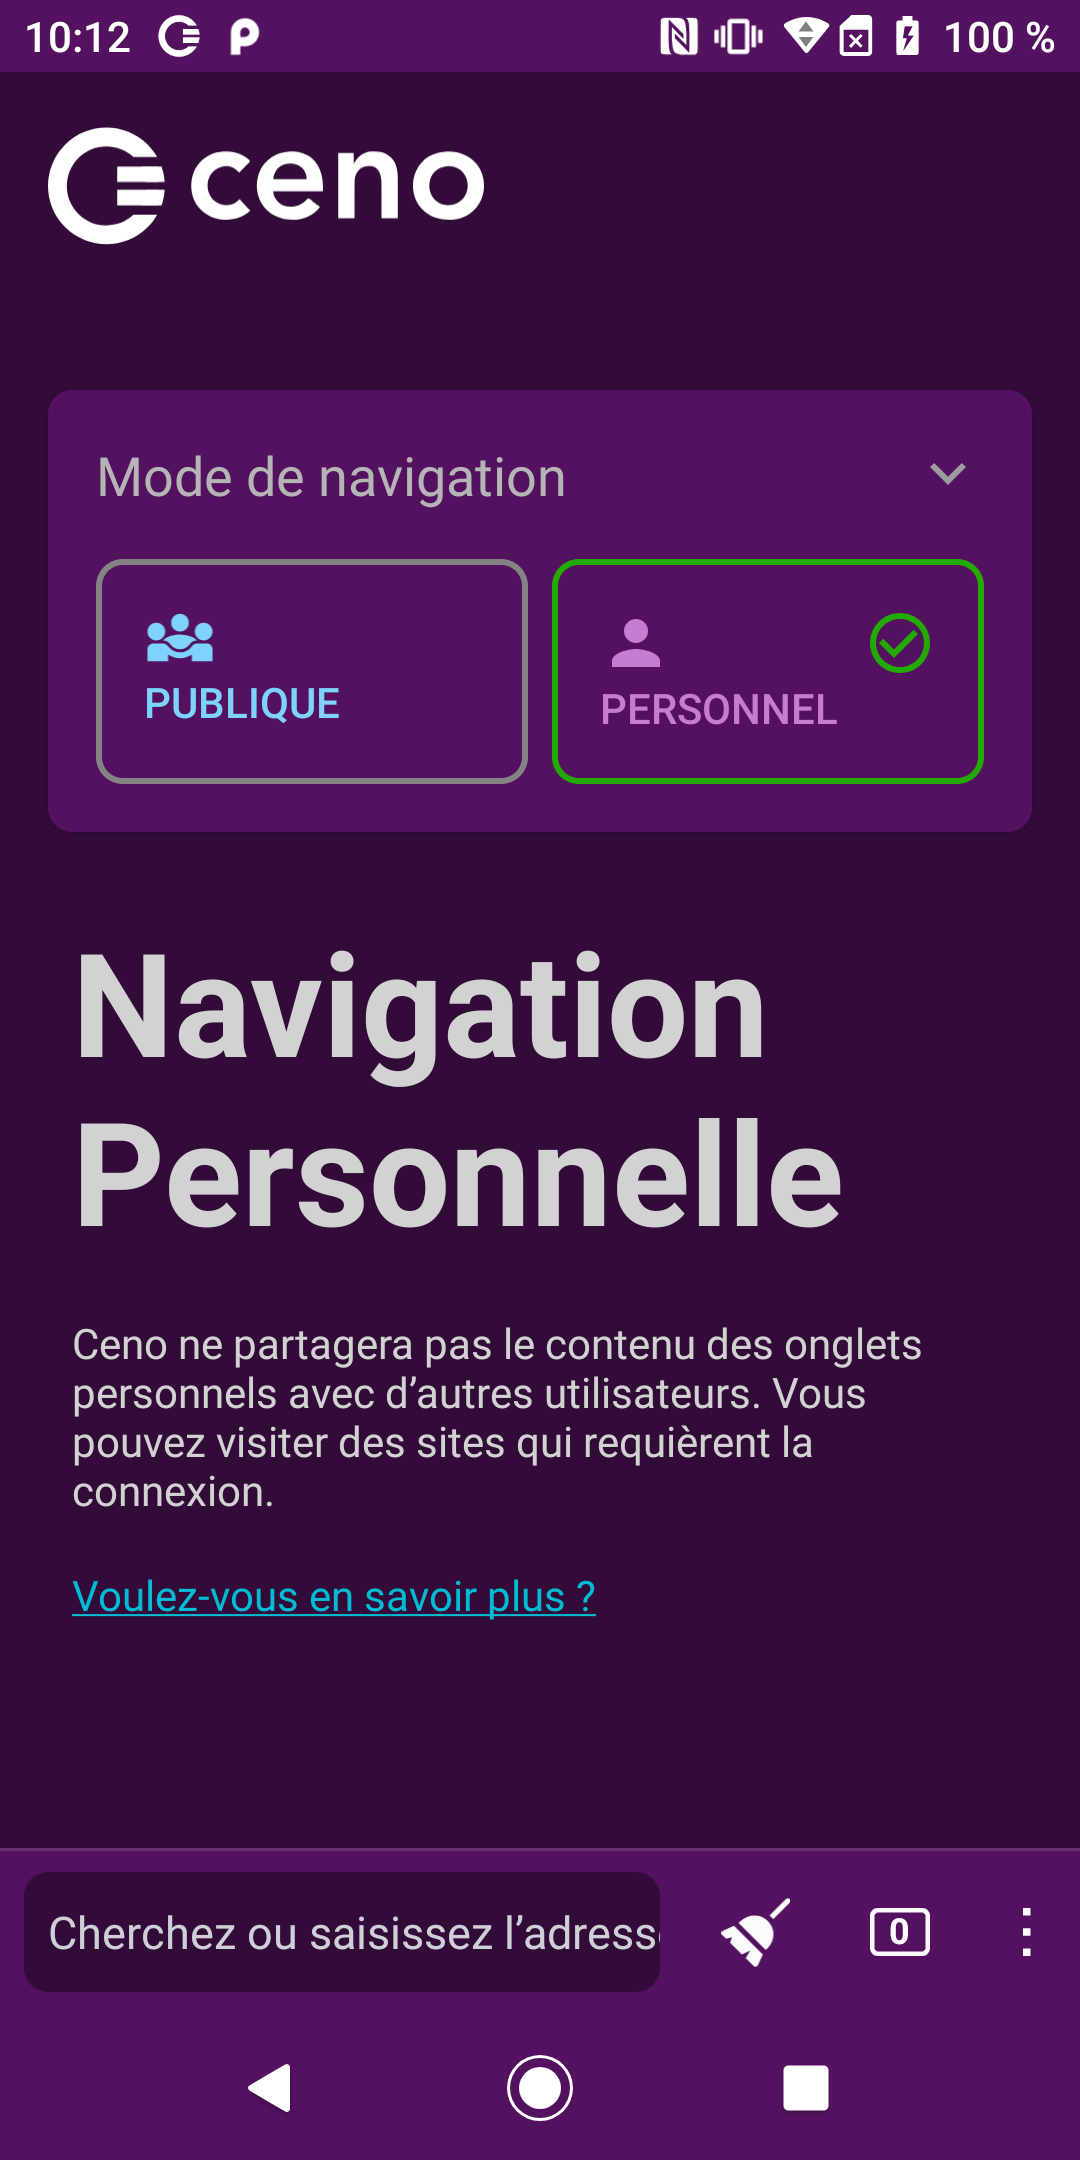 10:12
100 %
ceno
Mode de navigation
PUBLIQUE
PERSONNEL
Navigation
Personnelle
Ceno ne partagera pas le contenu des onglets
personnels avec d’autres utilisateurs. Vous
pouvez visiter des sites qui requièrent la
connexion.
Voulez-vous en savoir plus ?
Cherchez ou saisissez l’adress
0